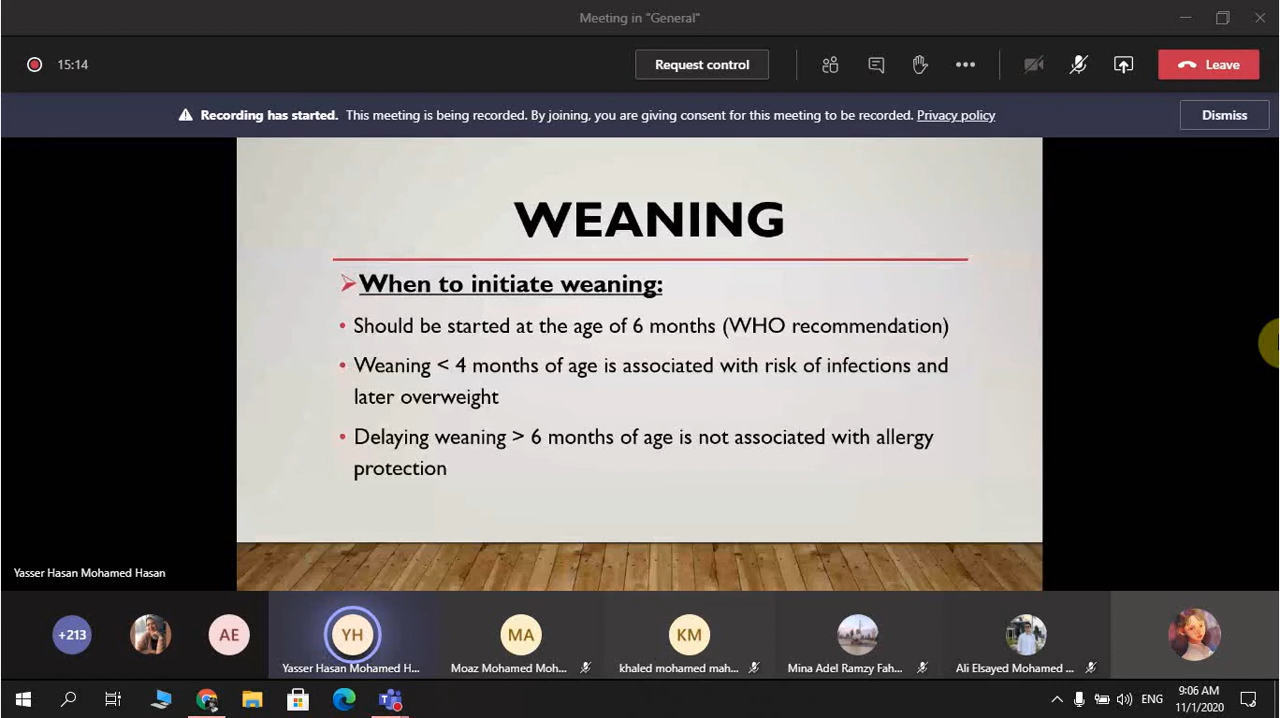 Meeting in "General"
15:14
Request control
Leave
Recording has started. This meeting is being recorded. By joining, you are giving consent for this meeting to be recorded. Privacy policy
Dismiss
WEANING
When to initiate weaning:
Should be started at the age of 6 months (WHO recommendation)
Weaning < 4 months of age is associated with risk of infections and
later overweight
Delaying weaning > 6 months of age is not associated with allergy
protection
Yasser Hasan Mohamed Hasan
+213
AE
YH
MA
KM
Yasser Hasan Mohamed H...
Moaz Mohamed Moh...
khaled mohamed mah...
Mina Adel Ramzy Fah...
Ali Elsayed Mohamed ...
ENG
9:06 AM
11/1/2020